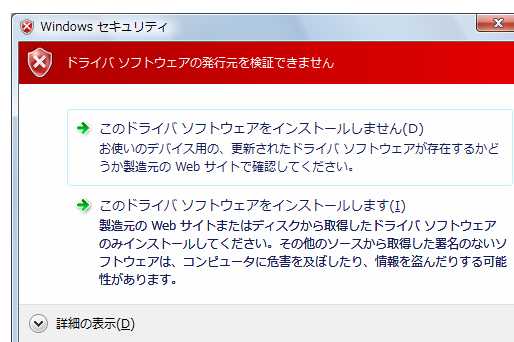 Windows セキュリティ
ドライバ ソフトウェアの発行元を検証できません
このドライバ ソフトウェアをインストールしません(D)
お使いのデバイス用の、更新されたドライバ ソフトウェアが存在するかど
うか製造元の Web サイトで確認してください。
このドライバ ソフトウェアをインストールします(I)
製造元の Web サイトまたはディスクから取得したドライバ ソフトウェア
のみインストールしてください。その他のソースから取得した署名のないソ
フトウェアは、コンピュータに危害を及ぼしたり、情報を盗んだりする可能
性があります。
詳細の表示(D)